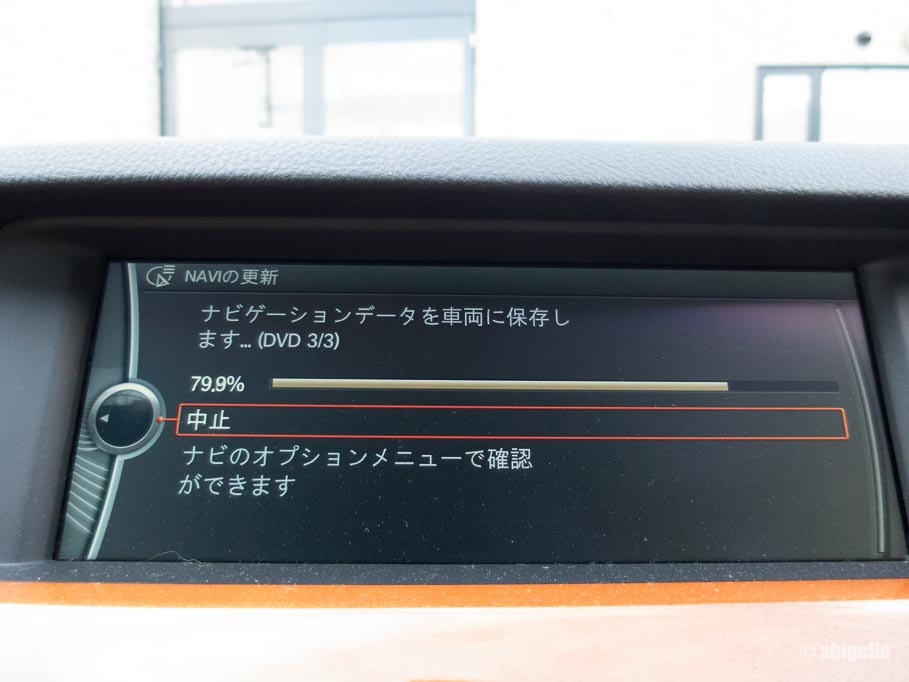 NAVIの更新
ナビゲーションデータを車両に保存し
ます... (DVD 3/3)
79.9%
中止
ナビのオプションメニューで確認
ができます
© shigella